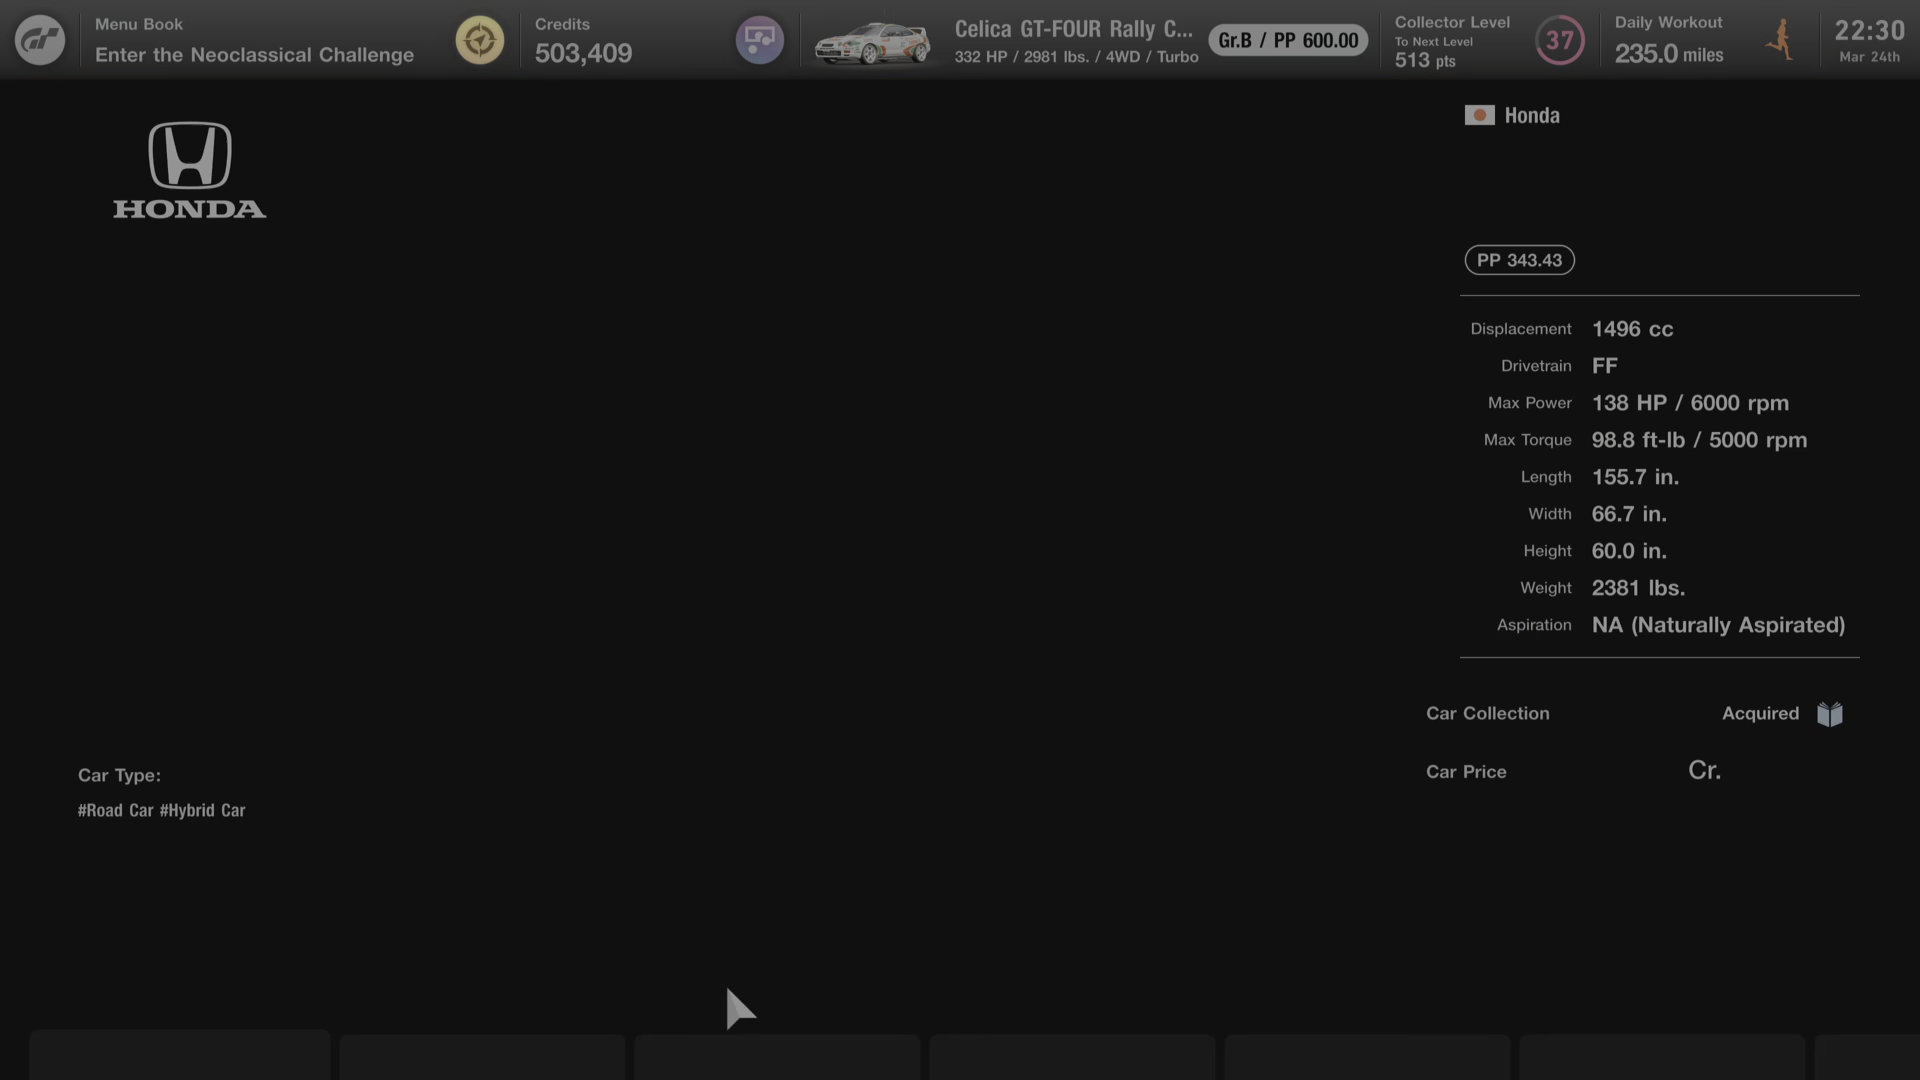 Menu Book
Enter the Neoclassical Challenge
Credits
503,409
Celica GT-FOUR Rally C...
332 HP / 2981 lbs. / 4WD / Turbo
Gr.B / PP 600.00
Collector Level
To Next Level
513 pts
37
Daily Workout
235.0 miles
22:30
Mar 24th
HONDA
Honda
PP 343.43
Displacement 1496 cc
Drivetrain FF
Max Power 138 HP / 6000 rpm
Max Torque 98.8 ft-lb / 5000 rpm
Length 155.7 in.
Width 66.7 in.
Height 60.0 in.
Weight 2381 lbs.
Aspiration NA (Naturally Aspirated)
Car Collection Acquired
Car Price Cr.
Car Type:
#Road Car #Hybrid Car